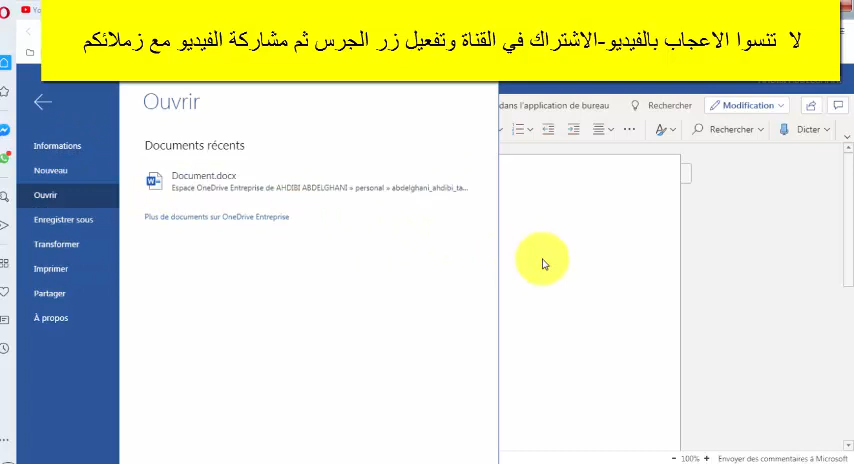 لا تنسوا الاعجاب بالفيديو-الاشتراك في القناة وتفعيل زر الجرس ثم مشاركة الفيديو مع زملائكم
Ouvrir
dans l'application de bureau
Rechercher
Modification
Informations
Nouveau
Ouvrir
Enregistrer sous
Transformer
Imprimer
Partager
À propos
Documents récents
Document.docx
Espace OneDrive Entreprise de AHDIBI ABDELGHANI » personal » abdelghani_ahdibi_ta...
Plus de documents sur OneDrive Entreprise
Rechercher
Dicter
100%
Envoyer des commentaires à Microsoft